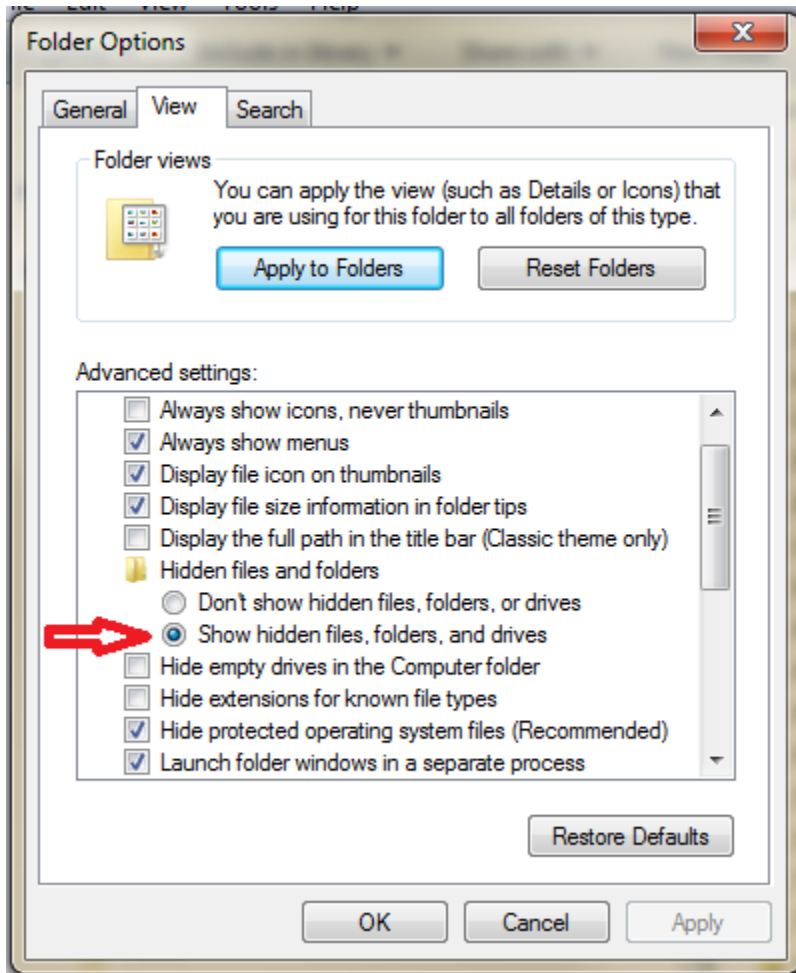 Edit View Tools Help
Folder Options
General View Search
Folder views
You can apply the view (such as Details or Icons) that
you are using for this folder to all folders of this type.
Apply to Folders Reset Folders
Advanced settings:
Always show icons, never thumbnails
Always show menus
Display file icon on thumbnails
Display file size information in folder tips
Display the full path in the title bar (Classic theme only)
Hidden files and folders
Don't show hidden files, folders, or drives
Show hidden files, folders, and drives
Hide empty drives in the Computer folder
Hide extensions for known file types
Hide protected operating system files (Recommended)
Launch folder windows in a separate process
Restore Defaults
OK Cancel Apply